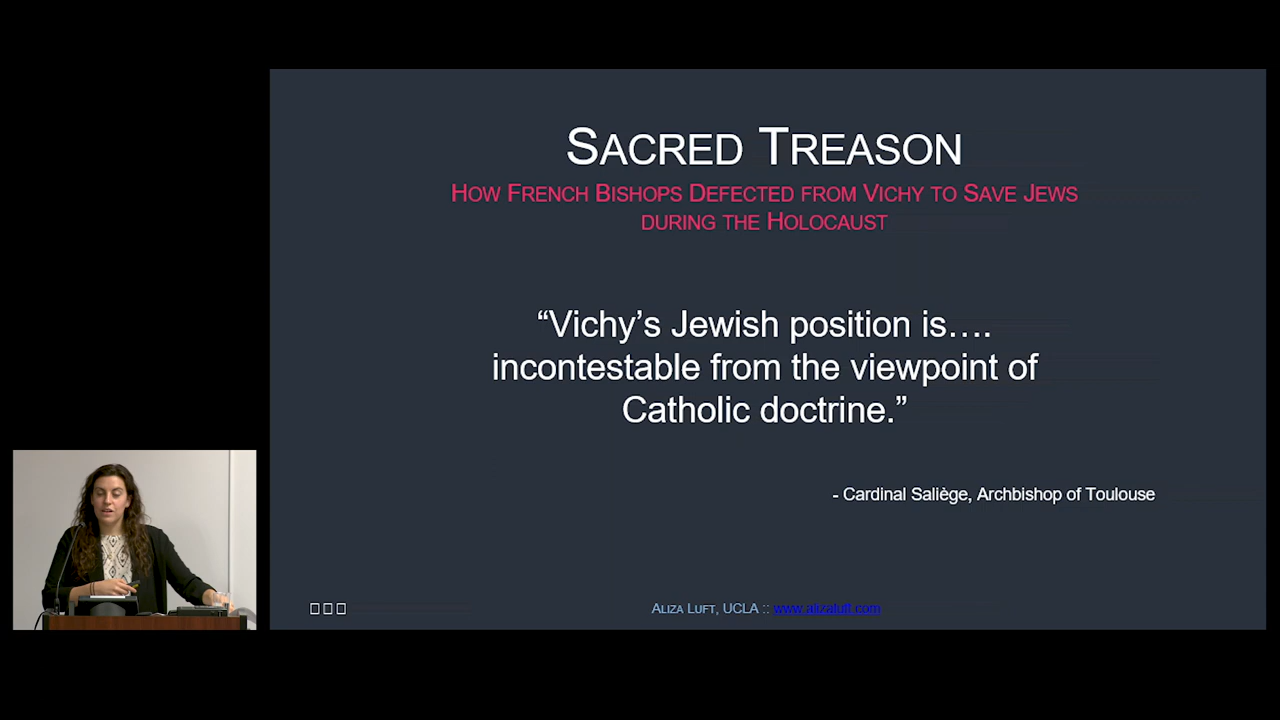 SACRED TREASON
HOW FRENCH BISHOPS DEFECTED FROM VICHY TO SAVE JEWS
DURING THE HOLOCAUST
“Vichy’s Jewish position is….
incontestable from the viewpoint of
Catholic doctrine.”
- Cardinal Saliège, Archbishop of Toulouse
ALIZA LUFT, UCLA :: www.alizaluft.com